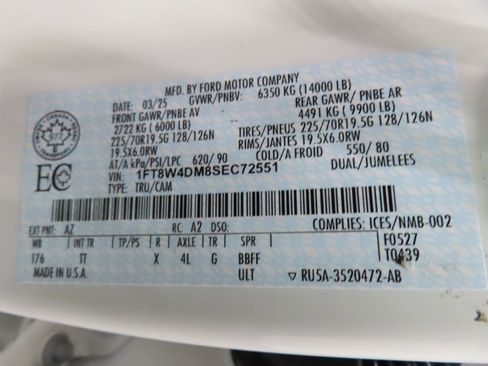 MFD. BY FORD MOTOR COMPANY
DATE: 03/25 GVWR/PNBV: 6350 KG (14000 LB)
FRONT GAWR/PNBE AV REAR GAWR/ PNBE AR
2722 KG ( 6000 LB) 4491 KG ( 9900 LB)
225/70R19.5G 128/126N TIRES/PNEUS 225/70R19.5G 128/126N
19.5X6.0RW RIMS/JANTES 19.5X6.0RW
AT/A kPa/PSI/LPC 620/ 90 COLD/A FROID 550/ 80
VIN: 1FT8W4DM8SEC72551 DUAL/JUMELEES
TYPE: TRU/CAM
EC
EXT PNT: AZ RC: A2 DSO: COMPLIES: ICES/NMB-002
WB INT TR TP/PS R AXLE TR SPR F0527
176 TT X 4L G BBFF T0439
MADE IN U.S.A. ULT ▽ RU5A-3520472-AB